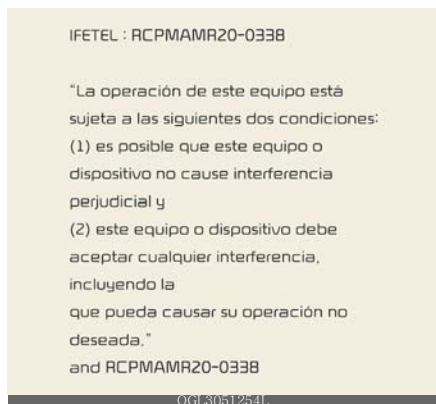 IFETEL : RCPMAMR20-0338
“La operación de este equipo está
sujeta a las siguientes dos condiciones:
(1) es posible que este equipo o
dispositivo no cause interferencia
perjudicial y
(2) este equipo o dispositivo debe
aceptar cualquier interferencia,
incluyendo la
que pueda causar su operación no
deseada.”
and RCPMAMR20-0338
OGL3051254L